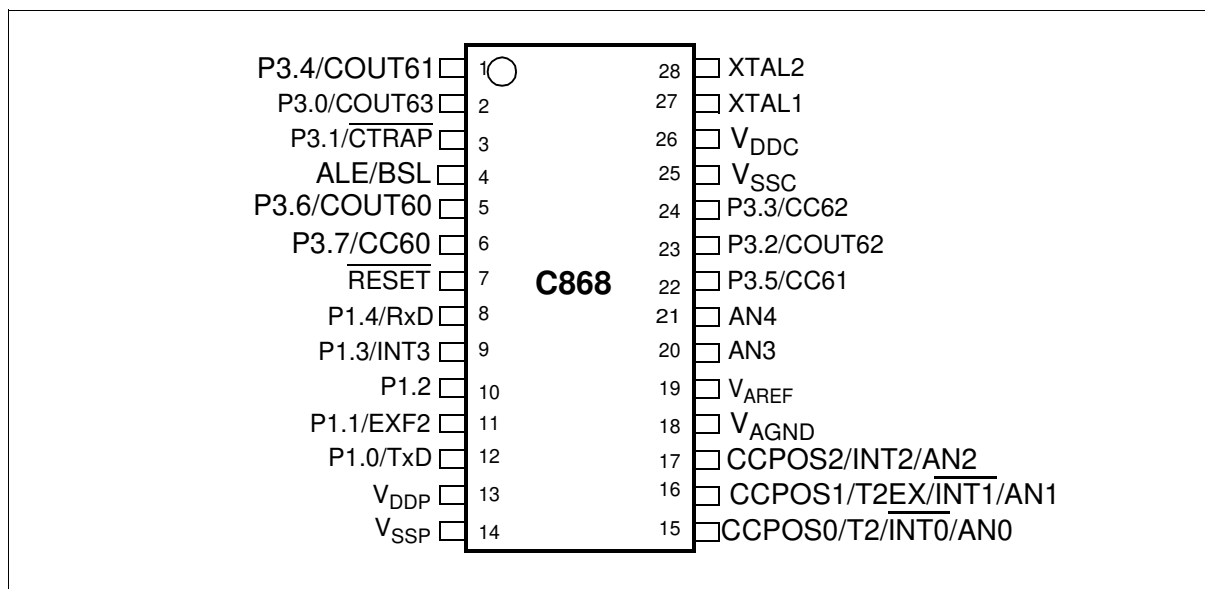 P3.4/COUT61 1 28 XTAL2
P3.0/COUT63 2 27 XTAL1
P3.1/CTRAP 3 26 VDDC
ALE/BSL 4 25 VSSC
P3.6/COUT60 5 24 P3.3/CC62
P3.7/CC60 6 23 P3.2/COUT62
RESET 7 C868 22 P3.5/CC61
P1.4/RxD 8 21 AN4
P1.3/INT3 9 20 AN3
P1.2 10 19 VAREF
P1.1/EXF2 11 18 VAGND
P1.0/TxD 12 17 CCPOS2/INT2/AN2
VDDP 13 16 CCPOS1/T2EX/INT1/AN1
VSSP 14 15 CCPOS0/T2/INT0/AN0